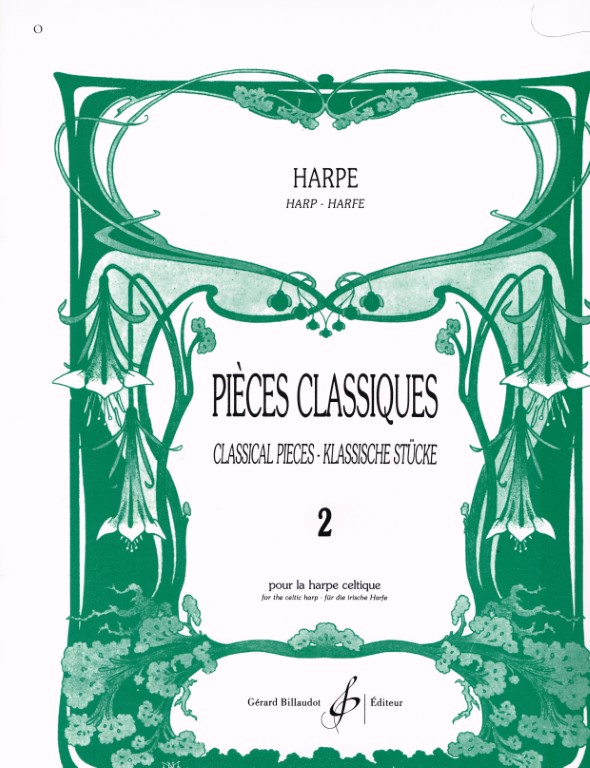 O
HARPE
HARP - HARFE
PIÈCES CLASSIQUES
CLASSICAL PIECES - KLASSISCHE STÜCKE
2
pour la harpe celtique
for the celtic harp - für die irische Harfe
Gérard Billaudot Éditeur